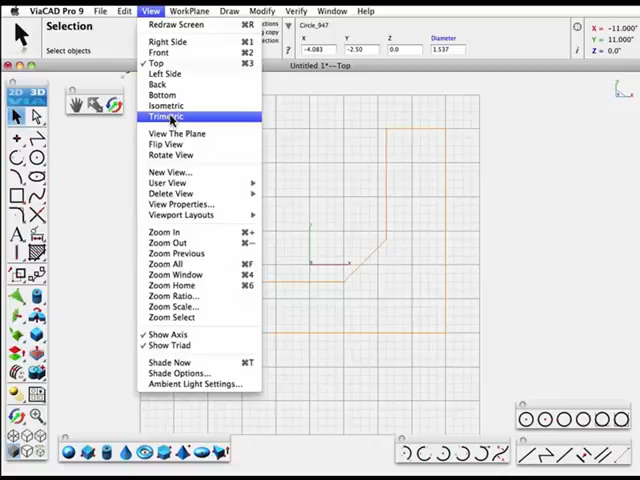 ViaCAD Pro File Edit View WorkPlane Draw Modify Verify Window Help
Selection
Select objects
Circle_947
X Y Z Diameter
-4.083 -2.50 0.0 1.537
X = -11.000"
Y = 11.000"
Z = 0.0"
Untitled 1*--Top
2D 3D
Redraw Screen
Right Side ⌘1
Front ⌘2
✓ Top ⌘3
Left Side
Back
Bottom
Isometric
Trimetric
View The Plane
Flip View
Rotate View
New View...
User View
Delete View
View Properties...
Viewport Layouts
Zoom In ⌘+
Zoom Out ⌘–
Zoom Previous
Zoom All ⌘F
Zoom Window ⌘4
Zoom Home ⌘6
Zoom Ratio...
Zoom Scale...
Zoom Select
✓ Show Axis
✓ Show Triad
Shade Now ⌘T
Shade Options...
Ambient Light Settings...